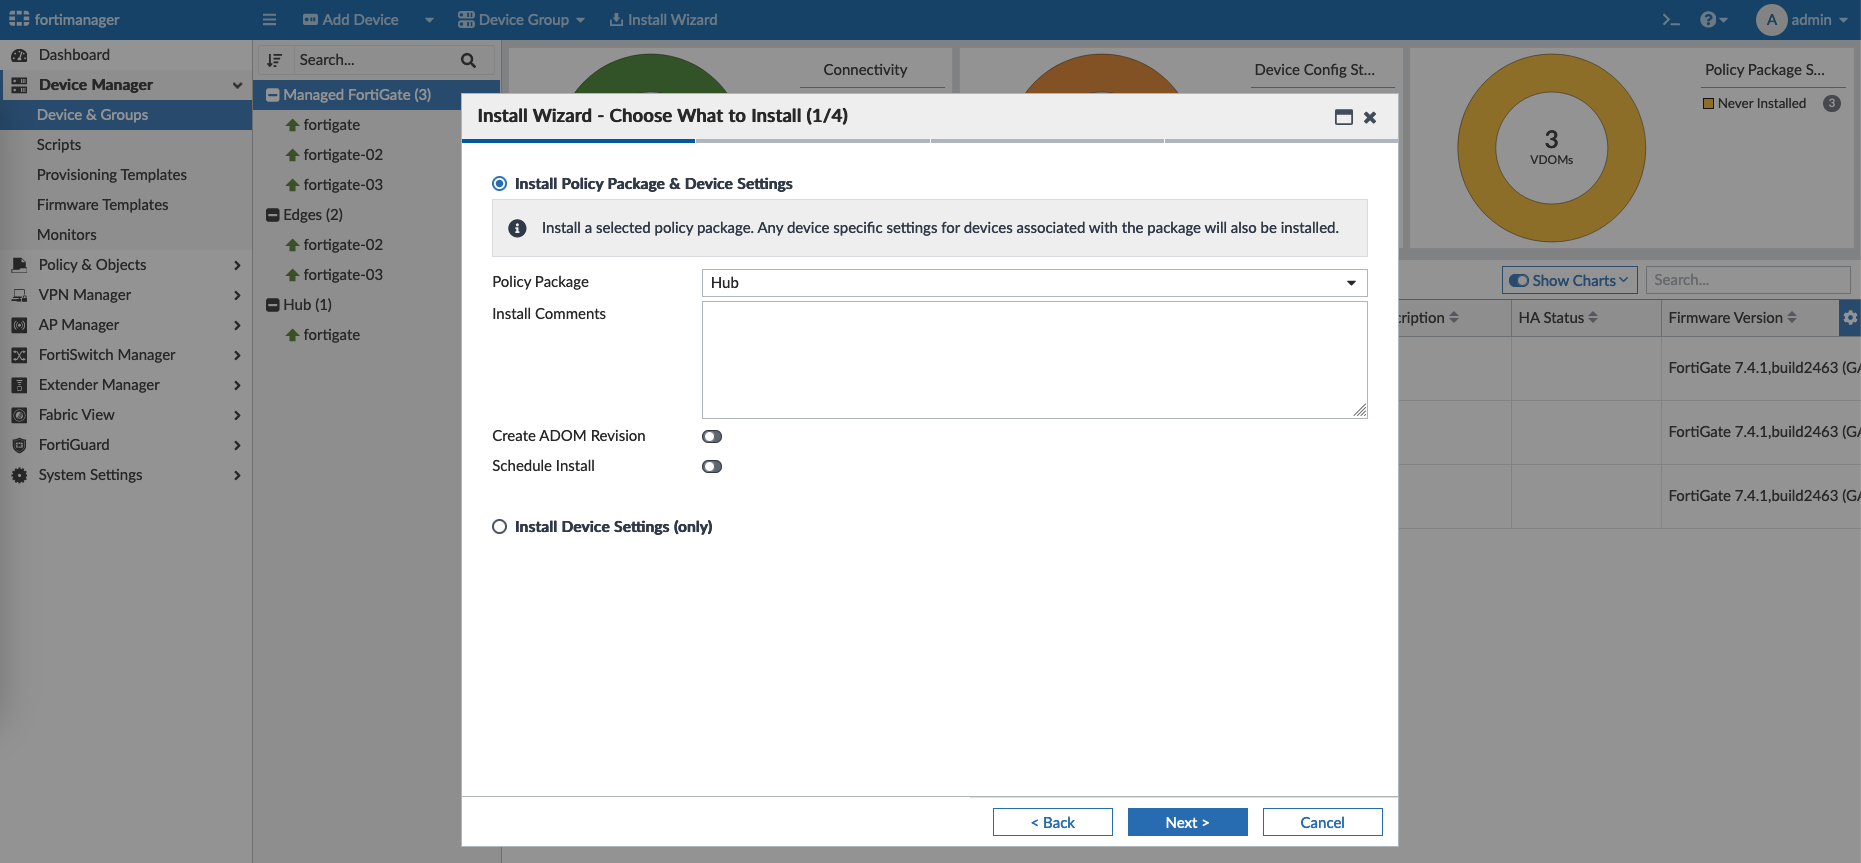 fortimanager
Add Device
Device Group
Install Wizard
A
admin
Dashboard
Device Manager
Device & Groups
Scripts
Provisioning Templates
Firmware Templates
Monitors
Policy & Objects
VPN Manager
AP Manager
FortiSwitch Manager
Extender Manager
Fabric View
FortiGuard
System Settings
Search...
Managed FortiGate (3)
fortigate
fortigate-02
fortigate-03
Edges (2)
fortigate-02
fortigate-03
Hub (1)
fortigate
Connectivity
Device Config St...
Policy Package S...
Never Installed
3
3
VDOMs
Show Charts
Search...
cription
HA Status
Firmware Version
FortiGate 7.4.1,build2463 (GA
FortiGate 7.4.1,build2463 (GA
FortiGate 7.4.1,build2463 (GA
Install Wizard - Choose What to Install (1/4)
Install Policy Package & Device Settings
Install a selected policy package. Any device specific settings for devices associated with the package will also be installed.
Policy Package
Hub
Install Comments
Create ADOM Revision
Schedule Install
Install Device Settings (only)
< Back
Next >
Cancel